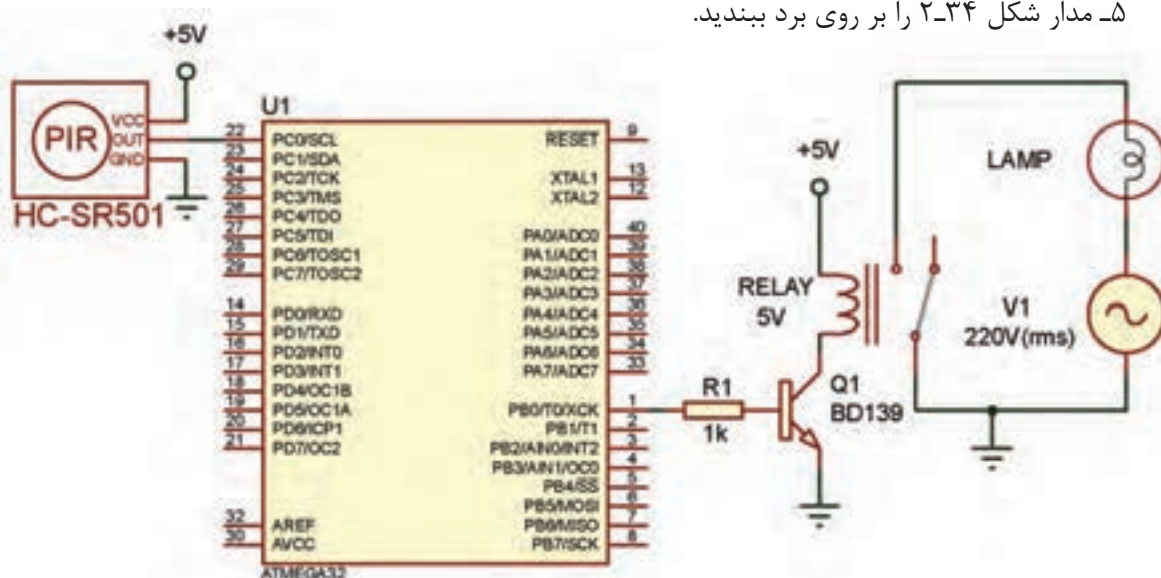 ۵ـ مدار شکل ۳۴ـ۲ را بر روی برد ببندید.
+5V
U1
PIR
VCC
OUT
GND
HC-SR501
22 PC0/SCL
23 PC1/SDA
24 PC2/TCK
25 PC3/TMS
26 PC4/TDO
27 PC5/TDI
28 PC6/TOSC1
29 PC7/TOSC2
14 PD0/RXD
15 PD1/TXD
16 PD2/INT0
17 PD3/INT1
18 PD4/OC1B
19 PD5/OC1A
20 PD6/ICP1
21 PD7/OC2
32 AREF
30 AVCC
RESET 9
XTAL1 13
XTAL2 12
PA0/ADC0 40
PA1/ADC1 39
PA2/ADC2 38
PA3/ADC3 37
PA4/ADC4 36
PA5/ADC5 35
PA6/ADC6 34
PA7/ADC7 33
PB0/T0/XCK 1
PB1/T1 2
PB2/AIN0/INT2 3
PB3/AIN1/OC0 4
PB4/SS 5
PB5/MOSI 6
PB6/MISO 7
PB7/SCK 8
ATMEGA32
+5V
RELAY
5V
R1
1k
Q1
BD139
LAMP
V1
220V(rms)